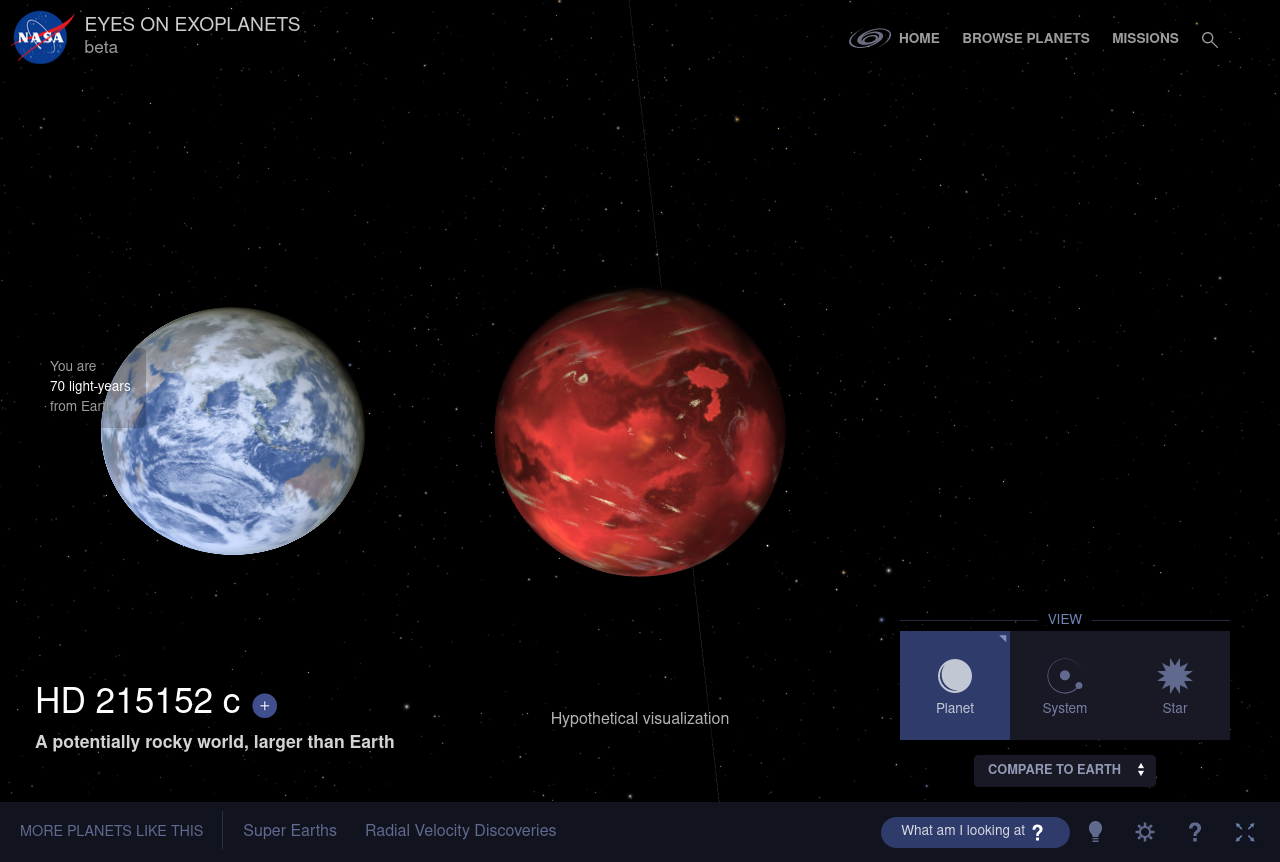 NASA
EYES ON EXOPLANETS
beta
HOME
BROWSE PLANETS
MISSIONS
You are
70 light-years
from Earth
HD 215152 c
A potentially rocky world, larger than Earth
Hypothetical visualization
VIEW
Planet
System
Star
COMPARE TO EARTH
MORE PLANETS LIKE THIS
Super Earths
Radial Velocity Discoveries
What am I looking at ?
?